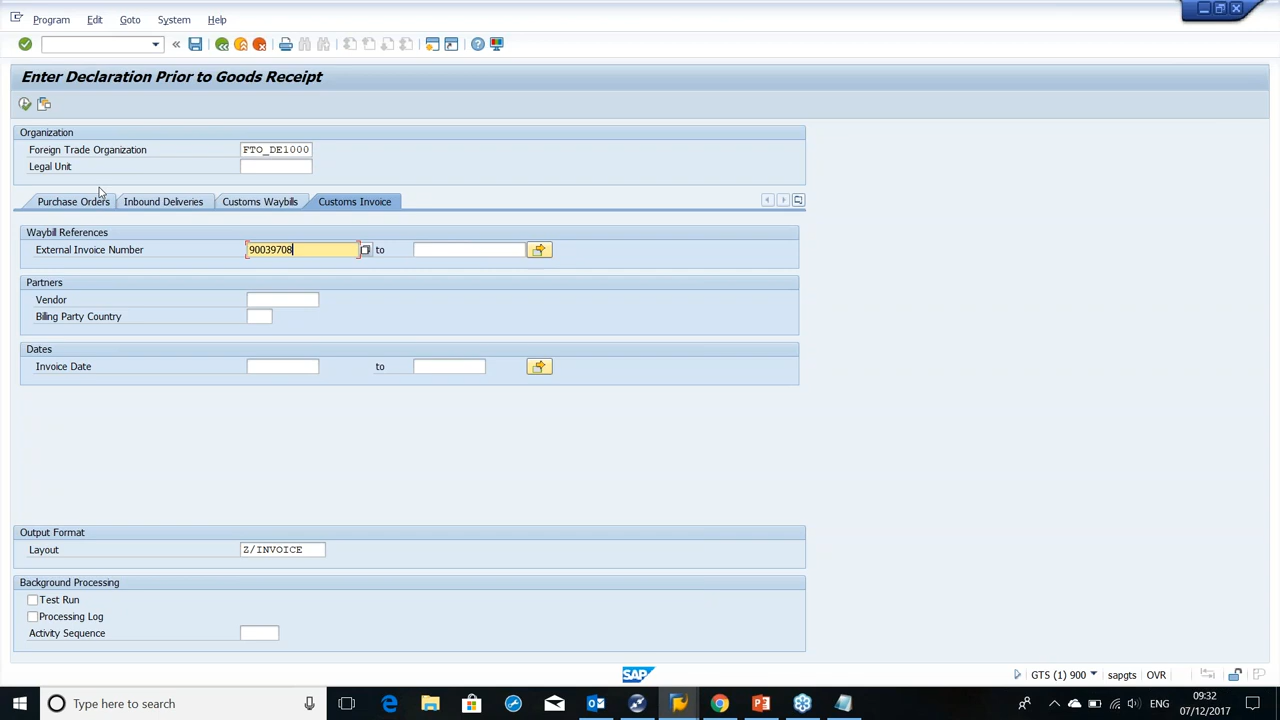 Program Edit Goto System Help
Enter Declaration Prior to Goods Receipt
Organization
Foreign Trade Organization FTO_DE1000
Legal Unit
Purchase Orders Inbound Deliveries Customs Waybills Customs Invoice
Waybill References
External Invoice Number 90039708 to
Partners
Vendor
Billing Party Country
Dates
Invoice Date to
Output Format
Layout Z/INVOICE
Background Processing
Test Run
Processing Log
Activity Sequence
SAP GTS (1) 900 sapgts OVR
Type here to search ENG 09:32
07/12/2017